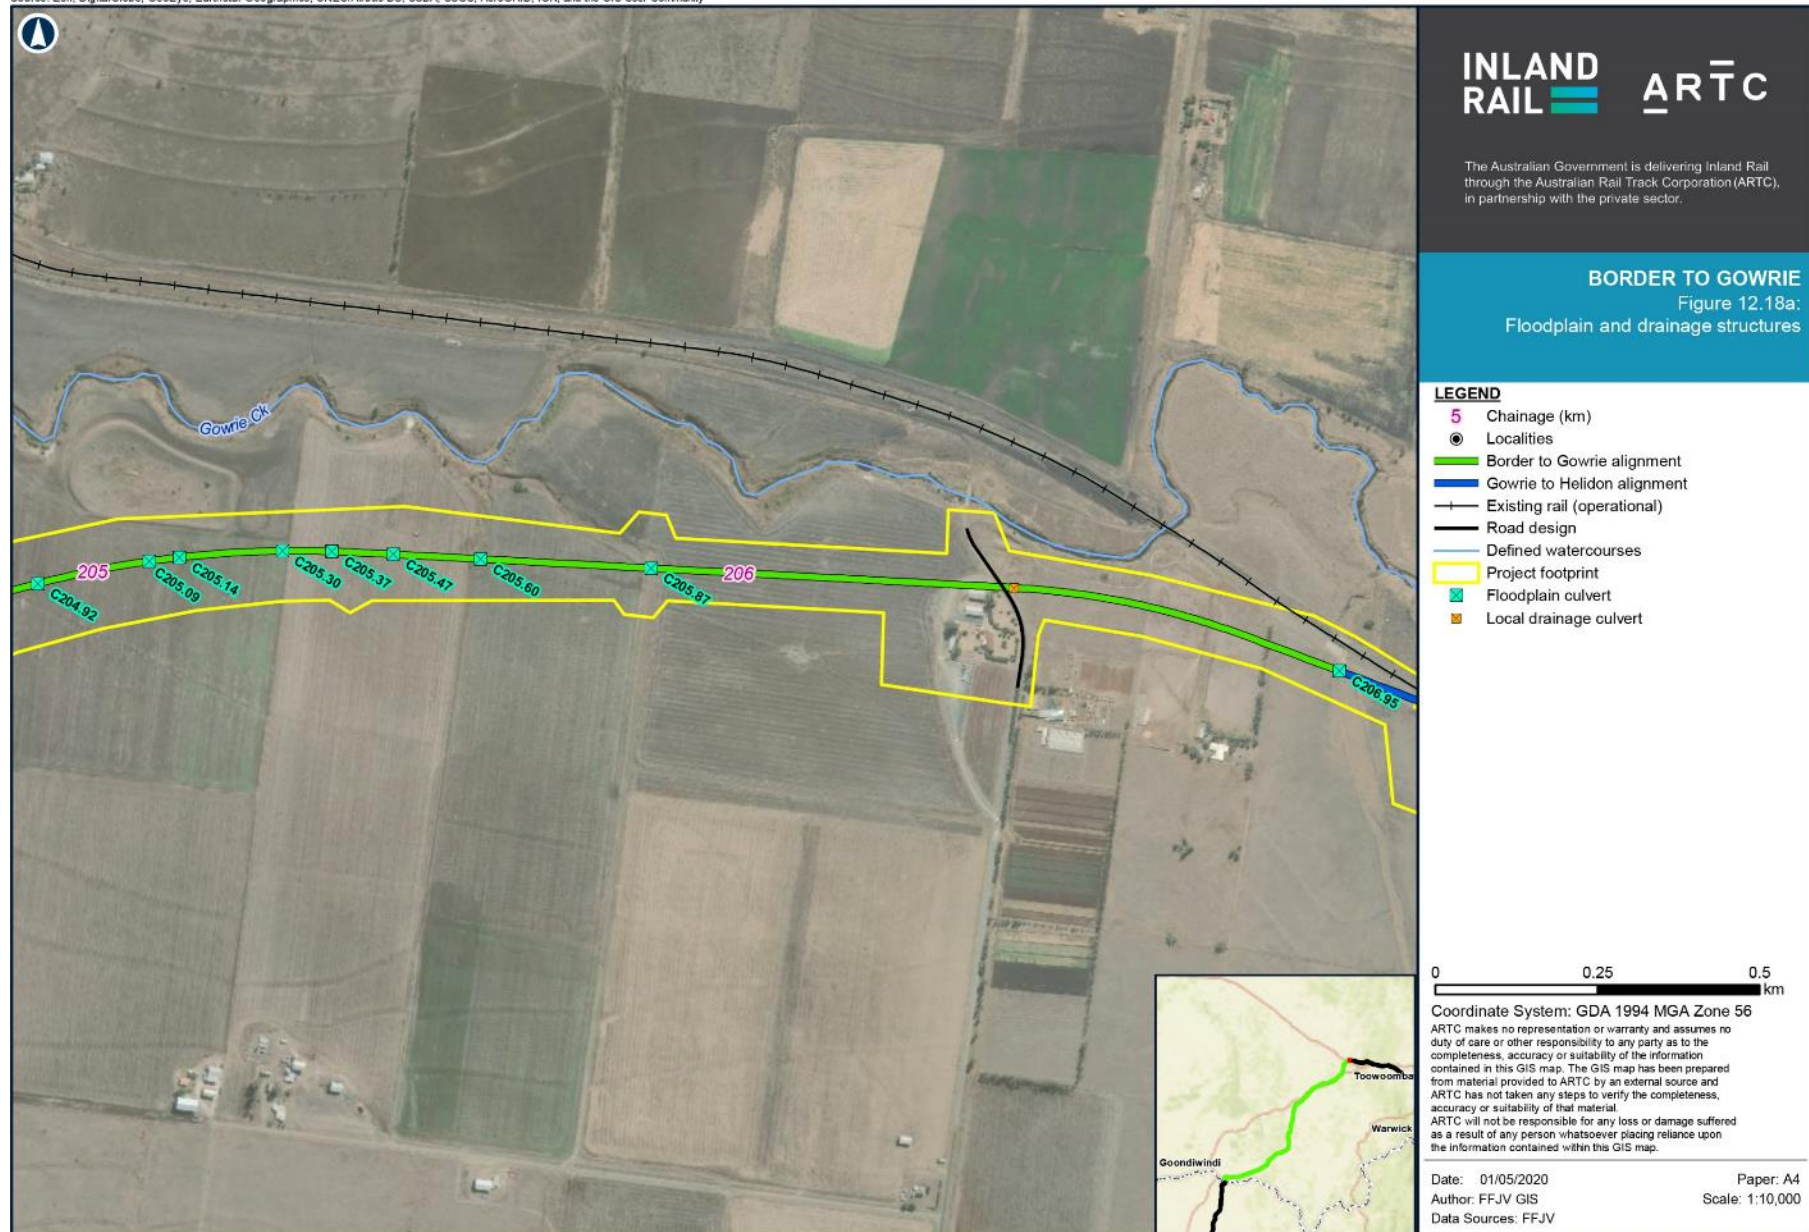 INLAND
RAIL
ARTC
The Australian Government is delivering Inland Rail
through the Australian Rail Track Corporation (ARTC),
in partnership with the private sector.
BORDER TO GOWRIE
Figure 12.18a:
Floodplain and drainage structures
LEGEND
5 Chainage (km)
Localities
Border to Gowrie alignment
Gowrie to Helidon alignment
Existing rail (operational)
Road design
Defined watercourses
Project footprint
Floodplain culvert
Local drainage culvert
Gowrie Ck
205
206
C204.92
C205.09
C205.14
C205.30
C205.37
C205.47
C205.60
C205.87
C206.95
Toowoomba
Warwick
Goondiwindi
0 0.25 0.5
km
Coordinate System: GDA 1994 MGA Zone 56
ARTC makes no representation or warranty and assumes no
duty of care or other responsibility to any party as to the
completeness, accuracy or suitability of the information
contained in this GIS map. The GIS map has been prepared
from material provided to ARTC by an external source and
ARTC has not taken any steps to verify the completeness,
accuracy or suitability of that material.
ARTC will not be responsible for any loss or damage suffered
as a result of any person whatsoever placing reliance upon
the information contained within this GIS map.
Date: 01/05/2020 Paper: A4
Author: FFJV GIS Scale: 1:10,000
Data Sources: FFJV